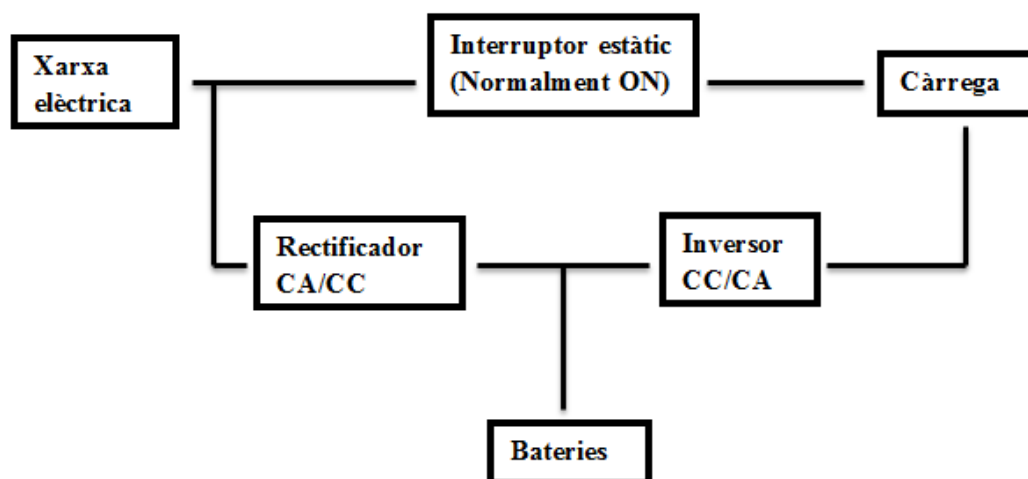 Xarxa
elèctrica
Interruptor estàtic
(Normalment ON)
Càrrega
Rectificador
CA/CC
Inversor
CC/CA
Bateries